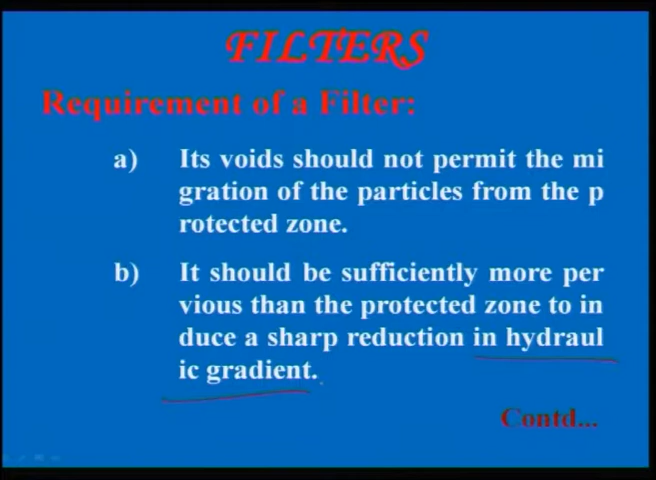 FILTERS
Requirement of a Filter:
a) Its voids should not permit the mi
gration of the particles from the p
rotected zone.
b) It should be sufficiently more per
vious than the protected zone to in
duce a sharp reduction in hydraul
ic gradient.
Contd...